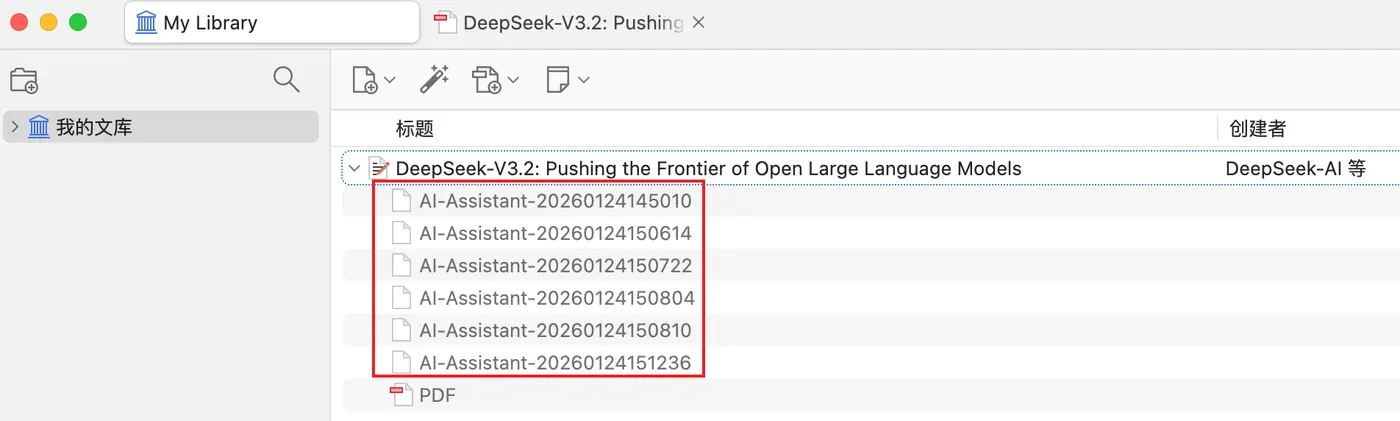 My Library
DeepSeek-V3.2: Pushing
我的文库
标题
创建者
DeepSeek-V3.2: Pushing the Frontier of Open Large Language Models
DeepSeek-AI 等
AI-Assistant-20260124145010
AI-Assistant-20260124150614
AI-Assistant-20260124150722
AI-Assistant-20260124150804
AI-Assistant-20260124150810
AI-Assistant-20260124151236
PDF